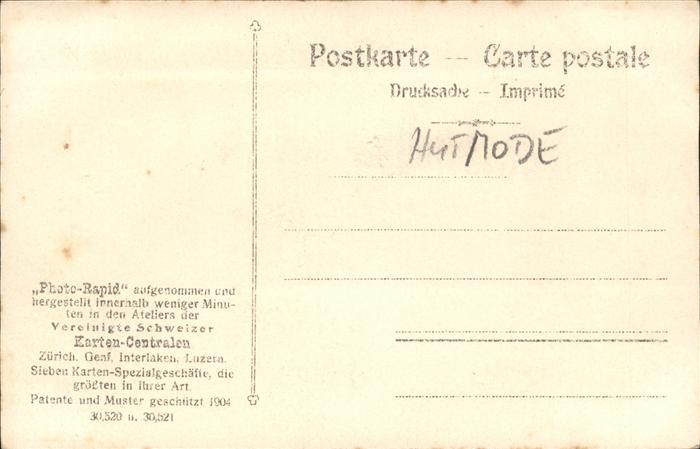 Postkarte -- Carte postale
Drucksache -- Imprimé
HUTMODE
„Photo-Rapid“ aufgenommen und
hergestellt innerhalb weniger Minu-
ten in den Ateliers der
Vereinigte Schweizer
Karten-Centralen
Zürich, Genf, Interlaken, Luzern.
Sieben Karten-Spezialgeschäfte, die
größten in ihrer Art.
Patente und Muster geschützt 1904
30,520 u. 30,521